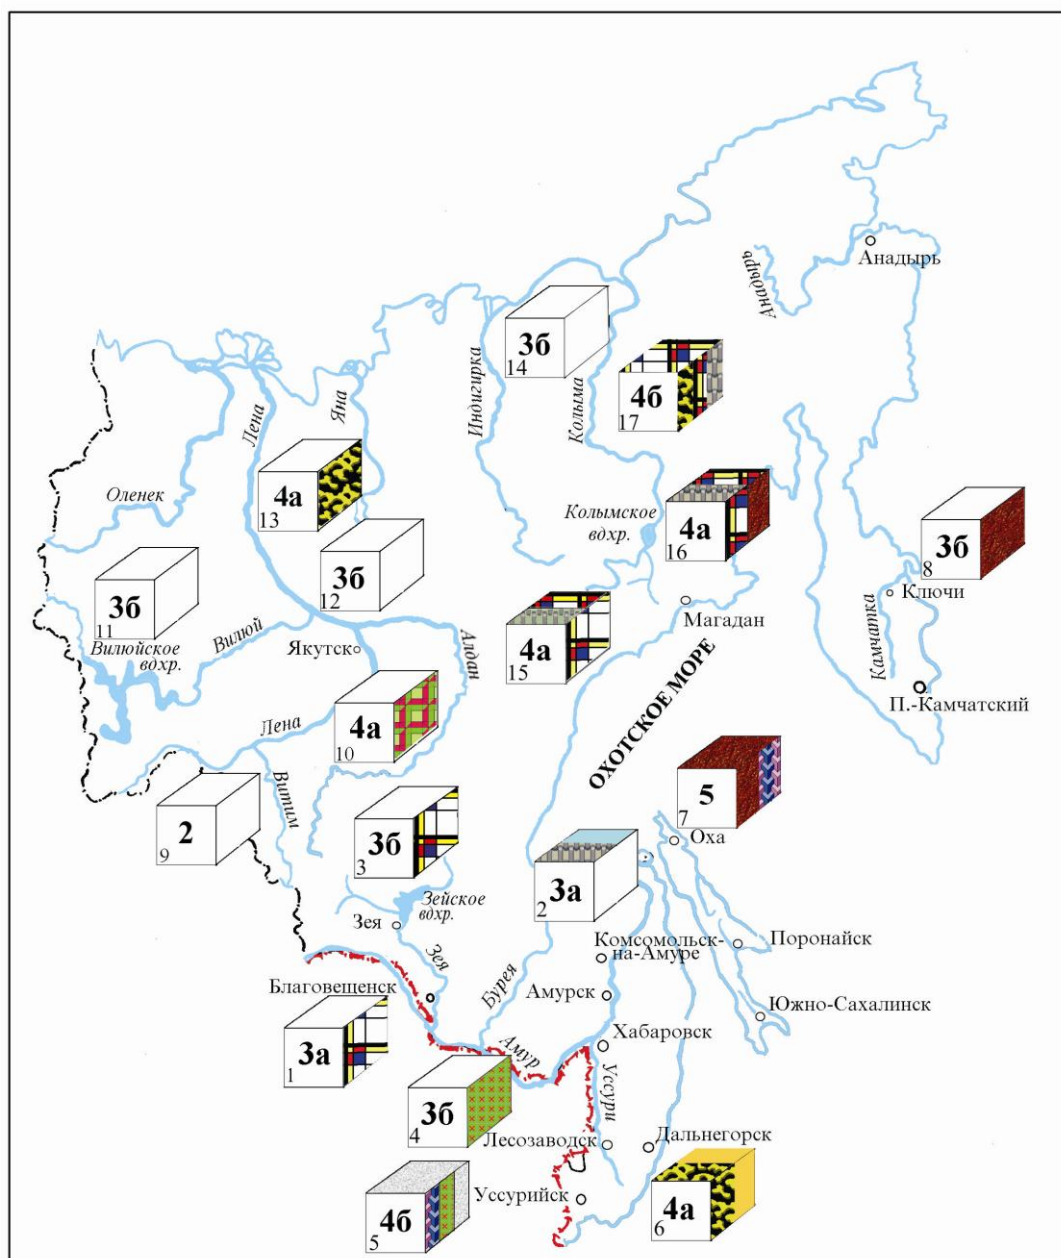 Анадырь
Анадырь
3б
14
Индигирка
Колыма
4б
17
Яна
Лена
4а
13
Оленек
Колымское
вдхр.
4а
16
3б
8
3б
12
3б
11
Ключи
Магадан
Камчатка
Вилюй
Вилюйское
вдхр.
Якутск
Алдан
4а
15
П.-Камчатский
ОХОТСКОЕ МОРЕ
Лена
4а
10
5
7
Витим
2
9
3б
3
Оха
3а
2
Зейское
вдхр.
Зея
Зея
Комсомольск-
на-Амуре
Поронайск
Бурея
Благовещенск
Амурск
Южно-Сахалинск
3а
1
Амур
Хабаровск
Уссури
3б
4
Лесозаводск
Дальнегорск
4б
5
Уссурийск
4а
6